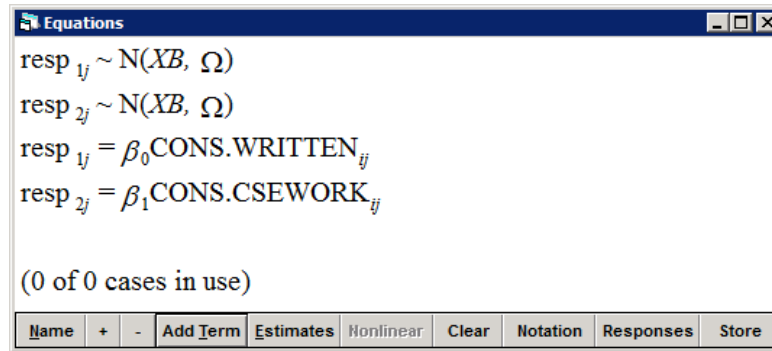 Equations
resp 1j ~ N(XB, Ω)
resp 2j ~ N(XB, Ω)
resp 1j = β0CONS.WRITTENij
resp 2j = β1CONS.CSEWORKij
(0 of 0 cases in use)
Name + - Add Term Estimates Nonlinear Clear Notation Responses Store